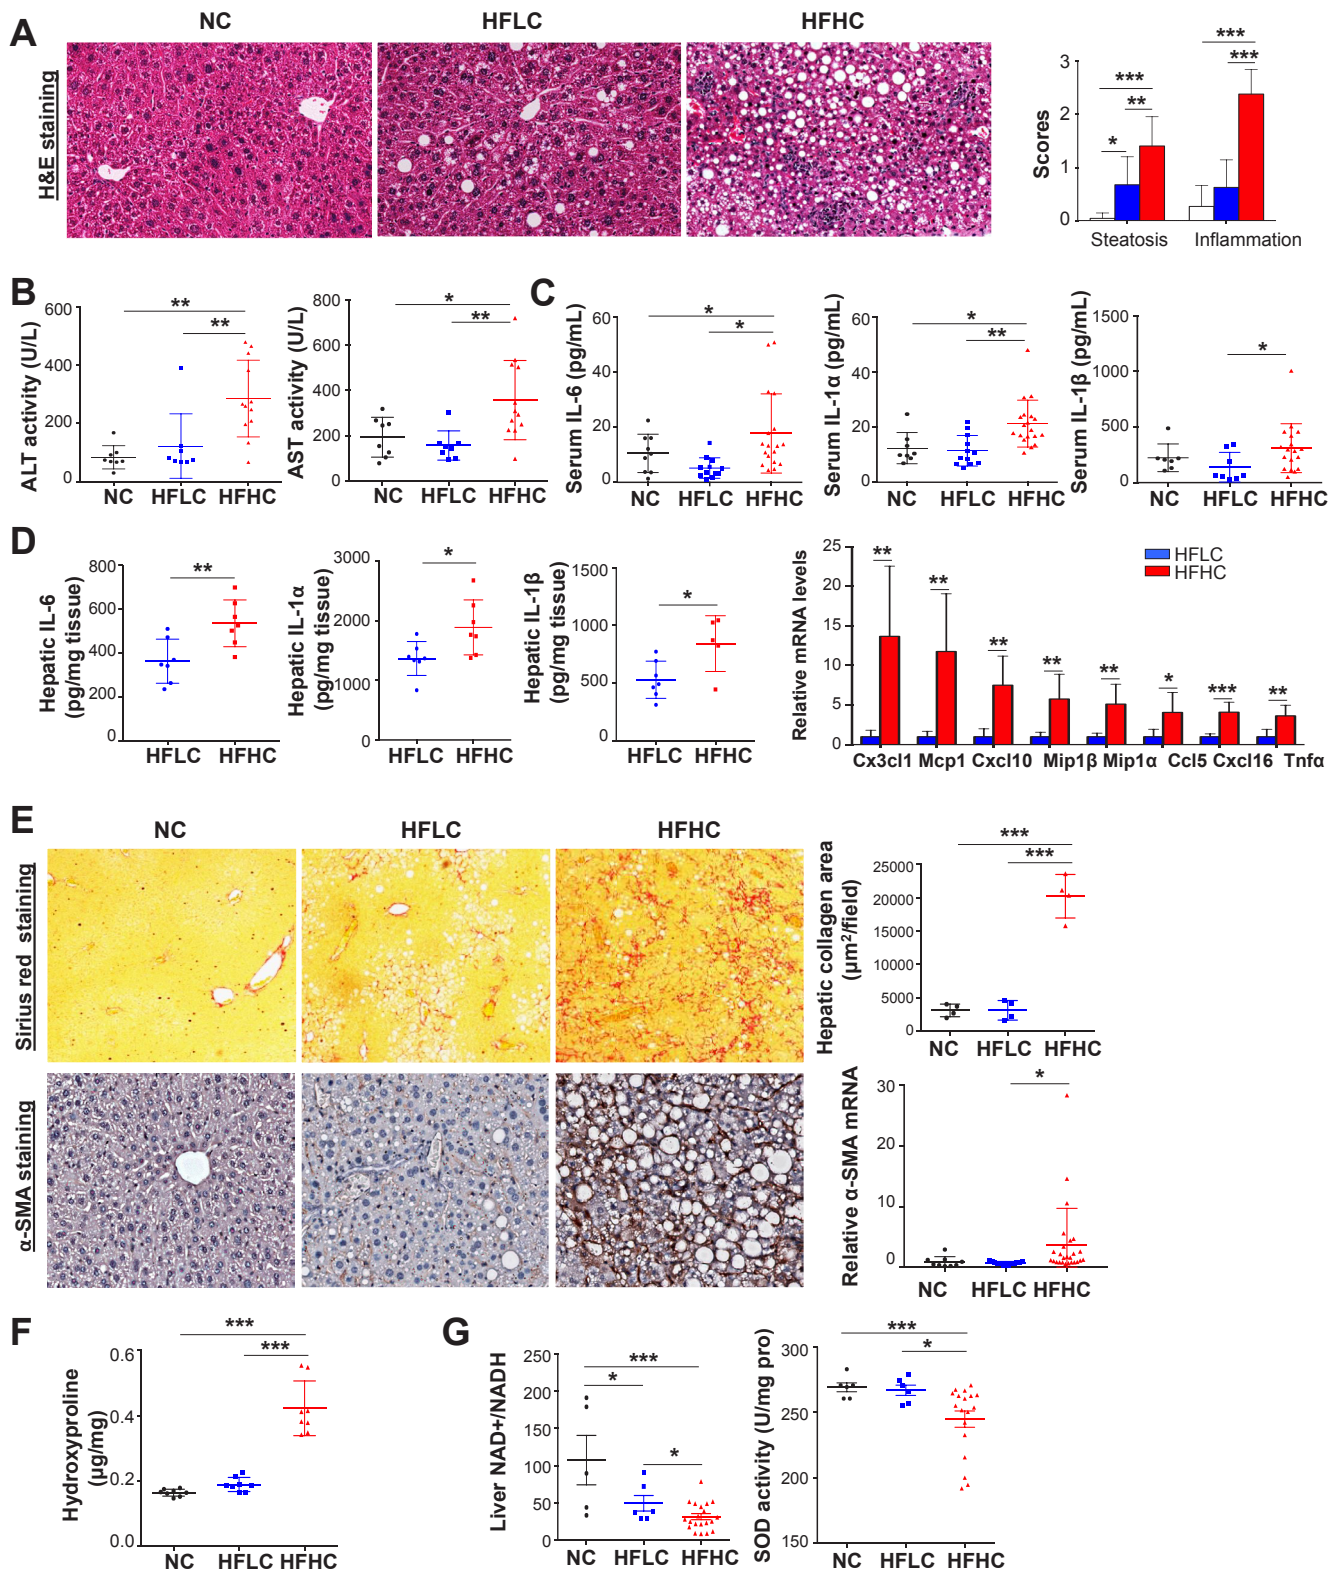 A
NC
HFLC
HFHC
H&E staining
Scores
3
2
1
0
***
**
*
***
***
Steatosis
Inflammation
B
ALT activity (U/L)
600
400
200
0
**
**
NC
HFLC
HFHC
AST activity (U/L)
800
600
400
200
0
*
**
NC
HFLC
HFHC
C
Serum IL-6 (pg/mL)
60
40
20
0
*
*
NC
HFLC
HFHC
Serum IL-1α (pg/mL)
60
40
20
0
*
**
NC
HFLC
HFHC
Serum IL-1β (pg/mL)
1500
1000
500
0
*
NC
HFLC
HFHC
D
Hepatic IL-6
(pg/mg tissue)
800
600
400
200
0
**
HFLC
HFHC
Hepatic IL-1α
(pg/mg tissue)
3000
2000
1000
0
*
HFLC
HFHC
Hepatic IL-1β
(pg/mg tissue)
1500
1000
500
0
*
HFLC
HFHC
Relative mRNA levels
25
20
15
10
5
0
HFLC
HFHC
**
**
**
**
**
*
***
**
Cx3cl1 Mcp1 Cxcl10 Mip1β Mip1α Ccl5 Cxcl16 Tnfα
E
NC
HFLC
HFHC
Sirius red staining
α-SMA staining
Hepatic collagen area
(μm²/field)
25000
20000
15000
10000
5000
0
***
***
NC
HFLC
HFHC
Relative α-SMA mRNA
30
20
10
0
*
NC
HFLC
HFHC
F
Hydroxyproline
(μg/mg)
0.6
0.4
0.2
0.0
***
***
NC
HFLC
HFHC
G
Liver NAD+/NADH
250
200
150
100
50
0
***
*
*
NC
HFLC
HFHC
SOD activity (U/mg pro)
300
250
200
150
***
*
NC
HFLC
HFHC